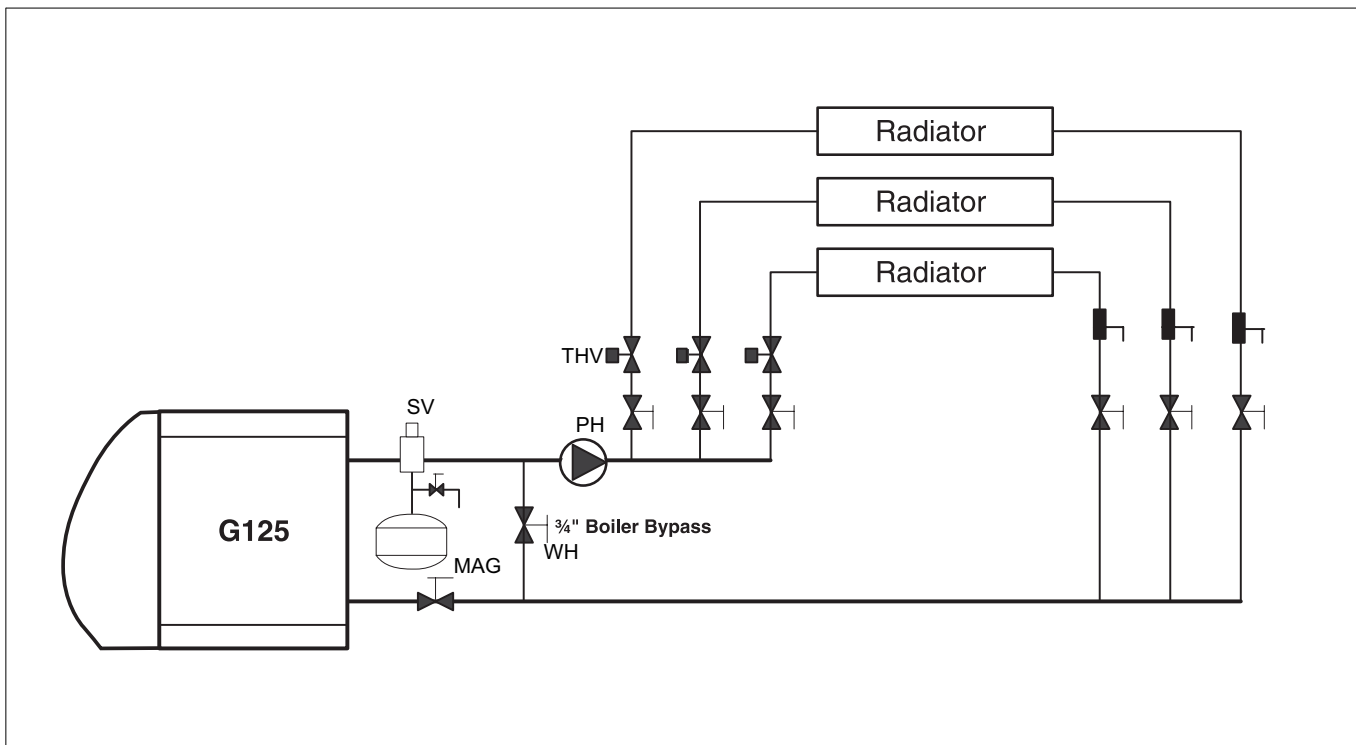 Radiator
Radiator
Radiator
THV
SV
PH
G125
¾" Boiler Bypass
WH
MAG